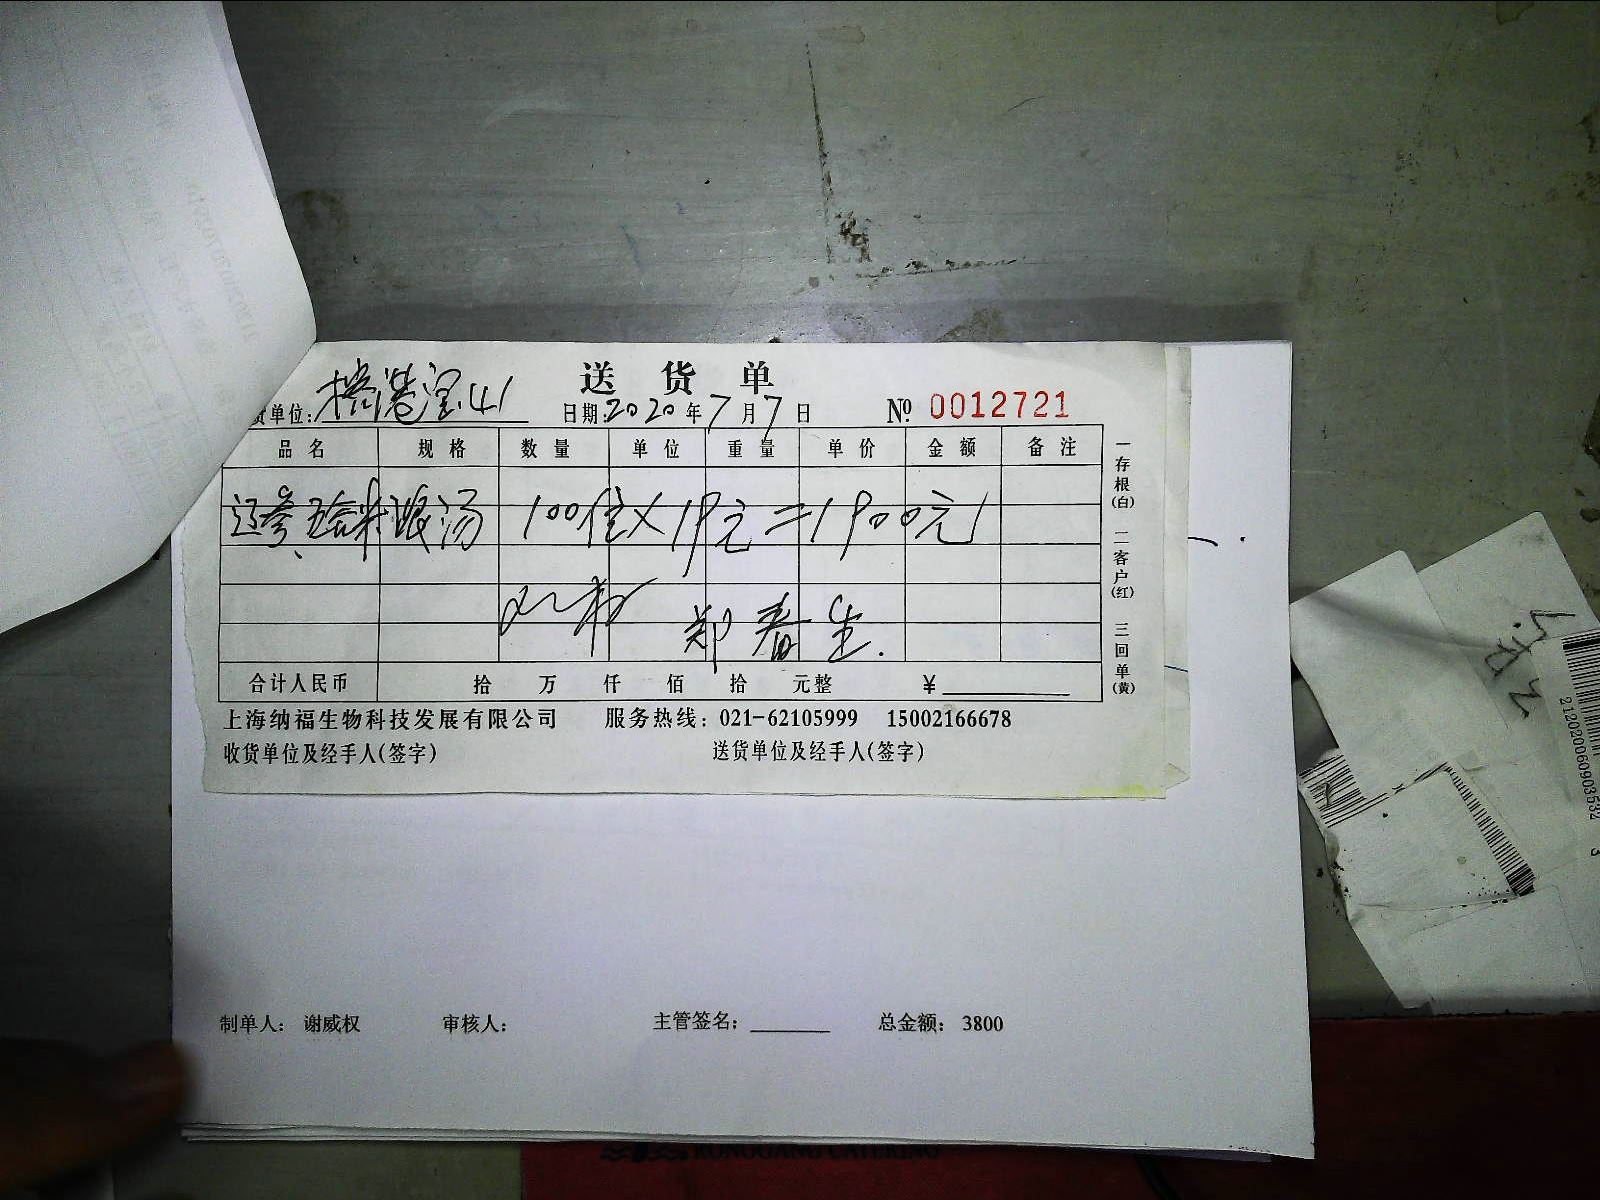 送货单
货单位: 41 日期: 2020年7月7日 № 0012721
品名 规格 数量 单位 重量 单价 金额 备注
辽参 浓汤 100位×19元=1900元
郑春生.
合计人民币 拾 万 仟 佰 拾 元整 ¥
上海纳福生物科技发展有限公司 服务热线: 021-62105999 15002166678
收货单位及经手人(签字) 送货单位及经手人(签字)
一存根(白) 二客户(红) 三回单(黄)
制单人: 谢威权 审核人: 主管签名: 总金额: 3800